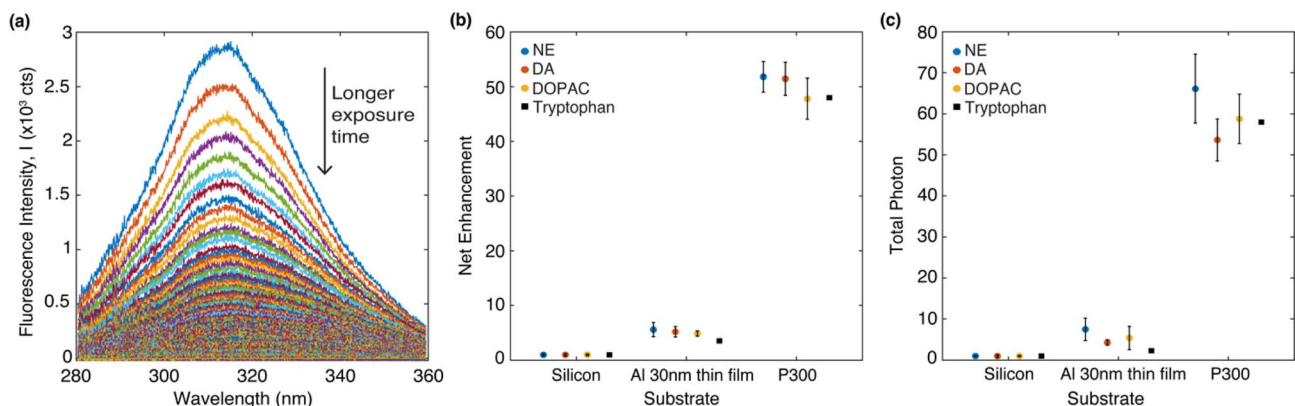 (a)
3
2.5
2
1.5
1
0.5
0
Fluorescence Intensity, I (x10³ cts)
Longer
exposure
time
280 300 320 340 360
Wavelength (nm)
(b)
60
50
40
30
20
10
0
Net Enhancement
NE
DA
DOPAC
Tryptophan
Silicon Al 30nm thin film P300
Substrate
(c)
80
70
60
50
40
30
20
10
0
Total Photon
NE
DA
DOPAC
Tryptophan
Silicon Al 30nm thin film P300
Substrate